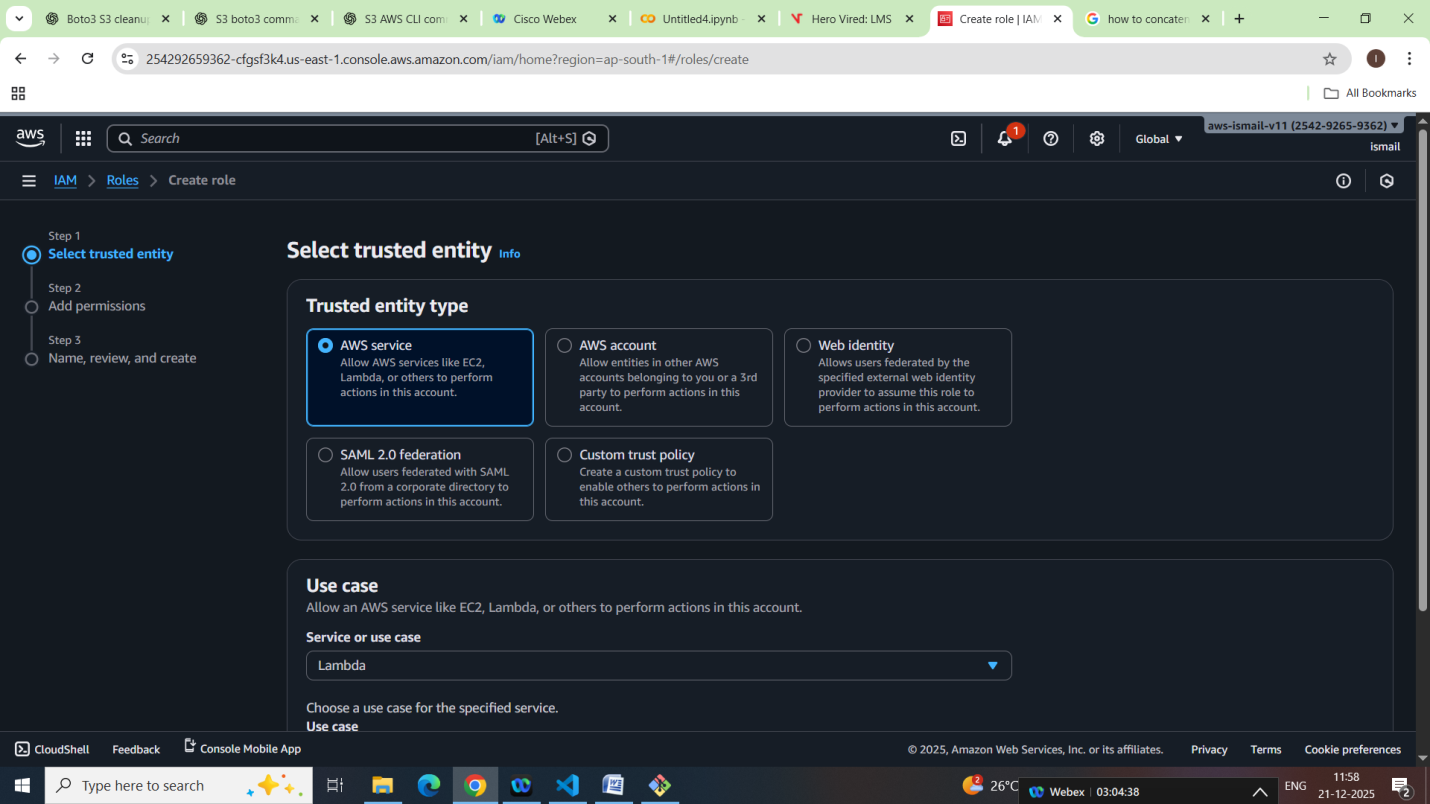 Boto3 S3 cleanup
S3 boto3 comma
S3 AWS CLI com
Cisco Webex
Untitled4.ipynb -
Hero Vired: LMS
Create role | IAM
how to concaten
254292659362-cfgsf3k4.us-east-1.console.aws.amazon.com/iam/home?region=ap-south-1#/roles/create
I
All Bookmarks
aws
Search
[Alt+S]
1
Global
aws-ismail-v11 (2542-9265-9362)
ismail
IAM
Roles
Create role
Step 1
Select trusted entity
Step 2
Add permissions
Step 3
Name, review, and create
Select trusted entity Info
Trusted entity type
AWS service
Allow AWS services like EC2,
Lambda, or others to perform
actions in this account.
AWS account
Allow entities in other AWS
accounts belonging to you or a 3rd
party to perform actions in this
account.
Web identity
Allows users federated by the
specified external web identity
provider to assume this role to
perform actions in this account.
SAML 2.0 federation
Allow users federated with SAML
2.0 from a corporate directory to
perform actions in this account.
Custom trust policy
Create a custom trust policy to
enable others to perform actions in
this account.
Use case
Allow an AWS service like EC2, Lambda, or others to perform actions in this account.
Service or use case
Lambda
Choose a use case for the specified service.
Use case
CloudShell
Feedback
Console Mobile App
© 2025, Amazon Web Services, Inc. or its affiliates.
Privacy
Terms
Cookie preferences
Type here to search
2
26°C
Webex
03:04:38
ENG
11:58
21-12-2025
2